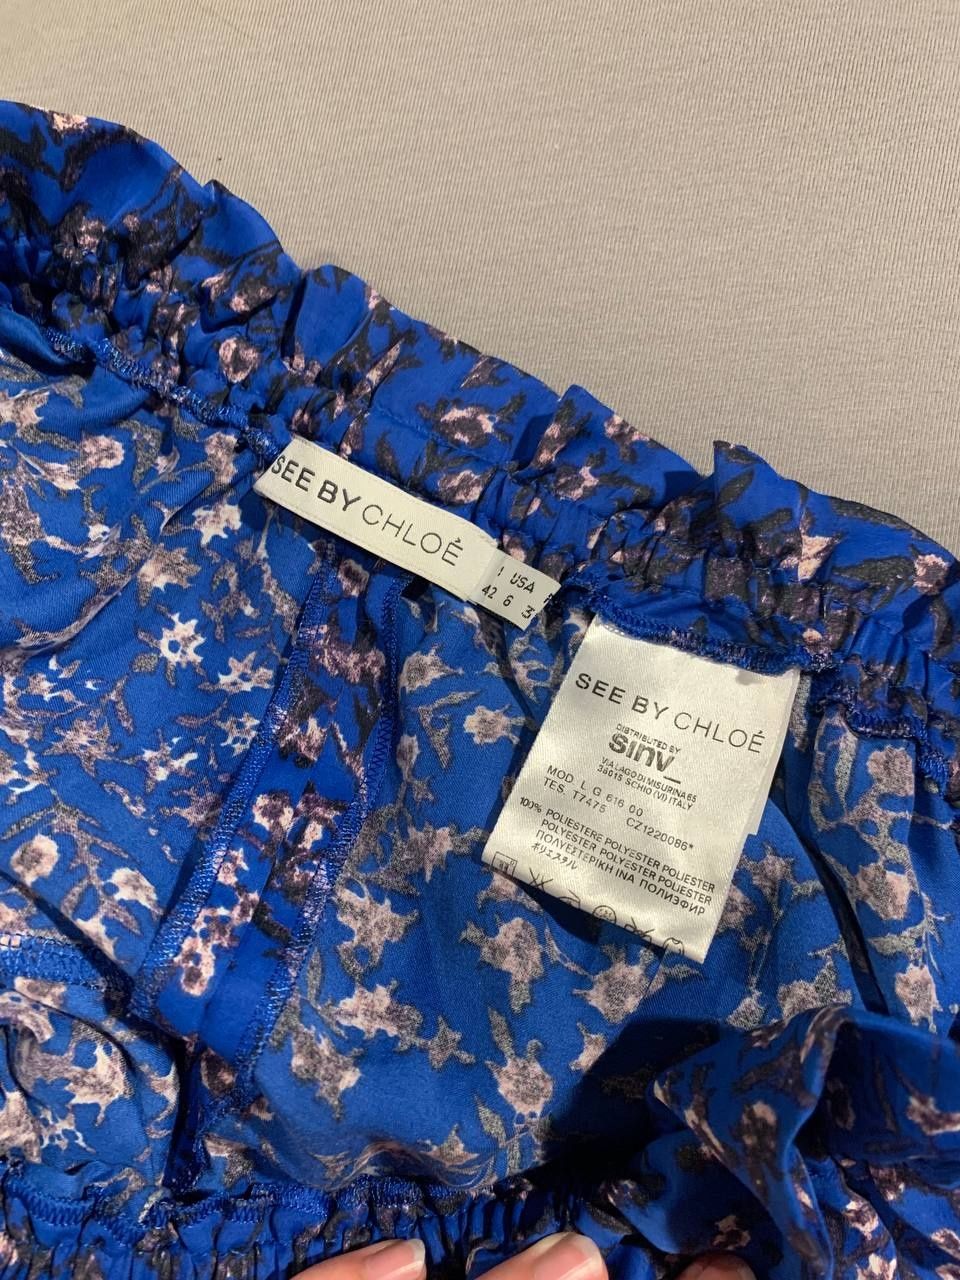 SEE BY CHLOÉ
I USA
42 6
SEE BY CHLOÉ
DISTRIBUTED BY
sinv_
VIA LAGO DI MISURINA 65
36015 SCHIO (VI) ITALY
MOD. L G 616 00
TES. T7475 CZ1220086*
100% POLIESTERE POLYESTER POLYESTER
POLYESTER POLYESTER POLIESTER
ΠΟΛΥΕΣΤΕΡΙΚΗ ΙΝΑ ПОЛИЭФИР
ポリエステル